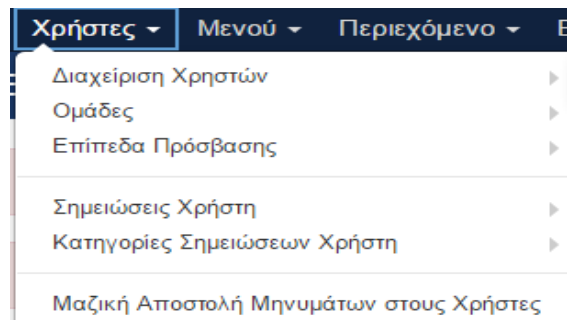 Χρήστες Μενού Περιεχόμενο
Διαχείριση Χρηστών
Ομάδες
Επίπεδα Πρόσβασης
Σημειώσεις Χρήστη
Κατηγορίες Σημειώσεων Χρήστη
Μαζική Αποστολή Μηνυμάτων στους Χρήστες